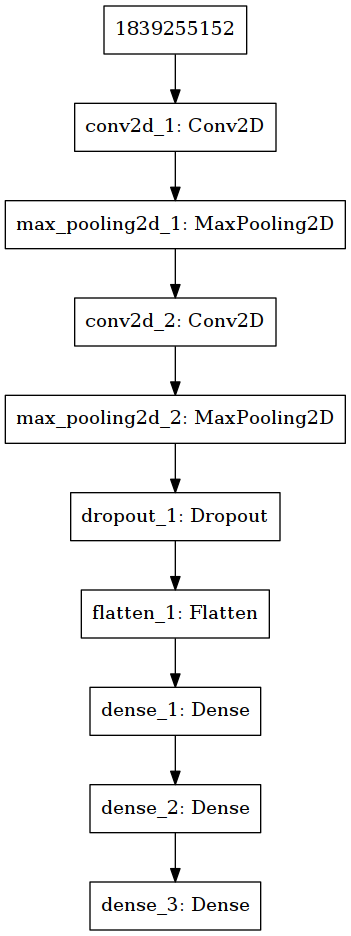 1839255152
conv2d_1: Conv2D
max_pooling2d_1: MaxPooling2D
conv2d_2: Conv2D
max_pooling2d_2: MaxPooling2D
dropout_1: Dropout
flatten_1: Flatten
dense_1: Dense
dense_2: Dense
dense_3: Dense